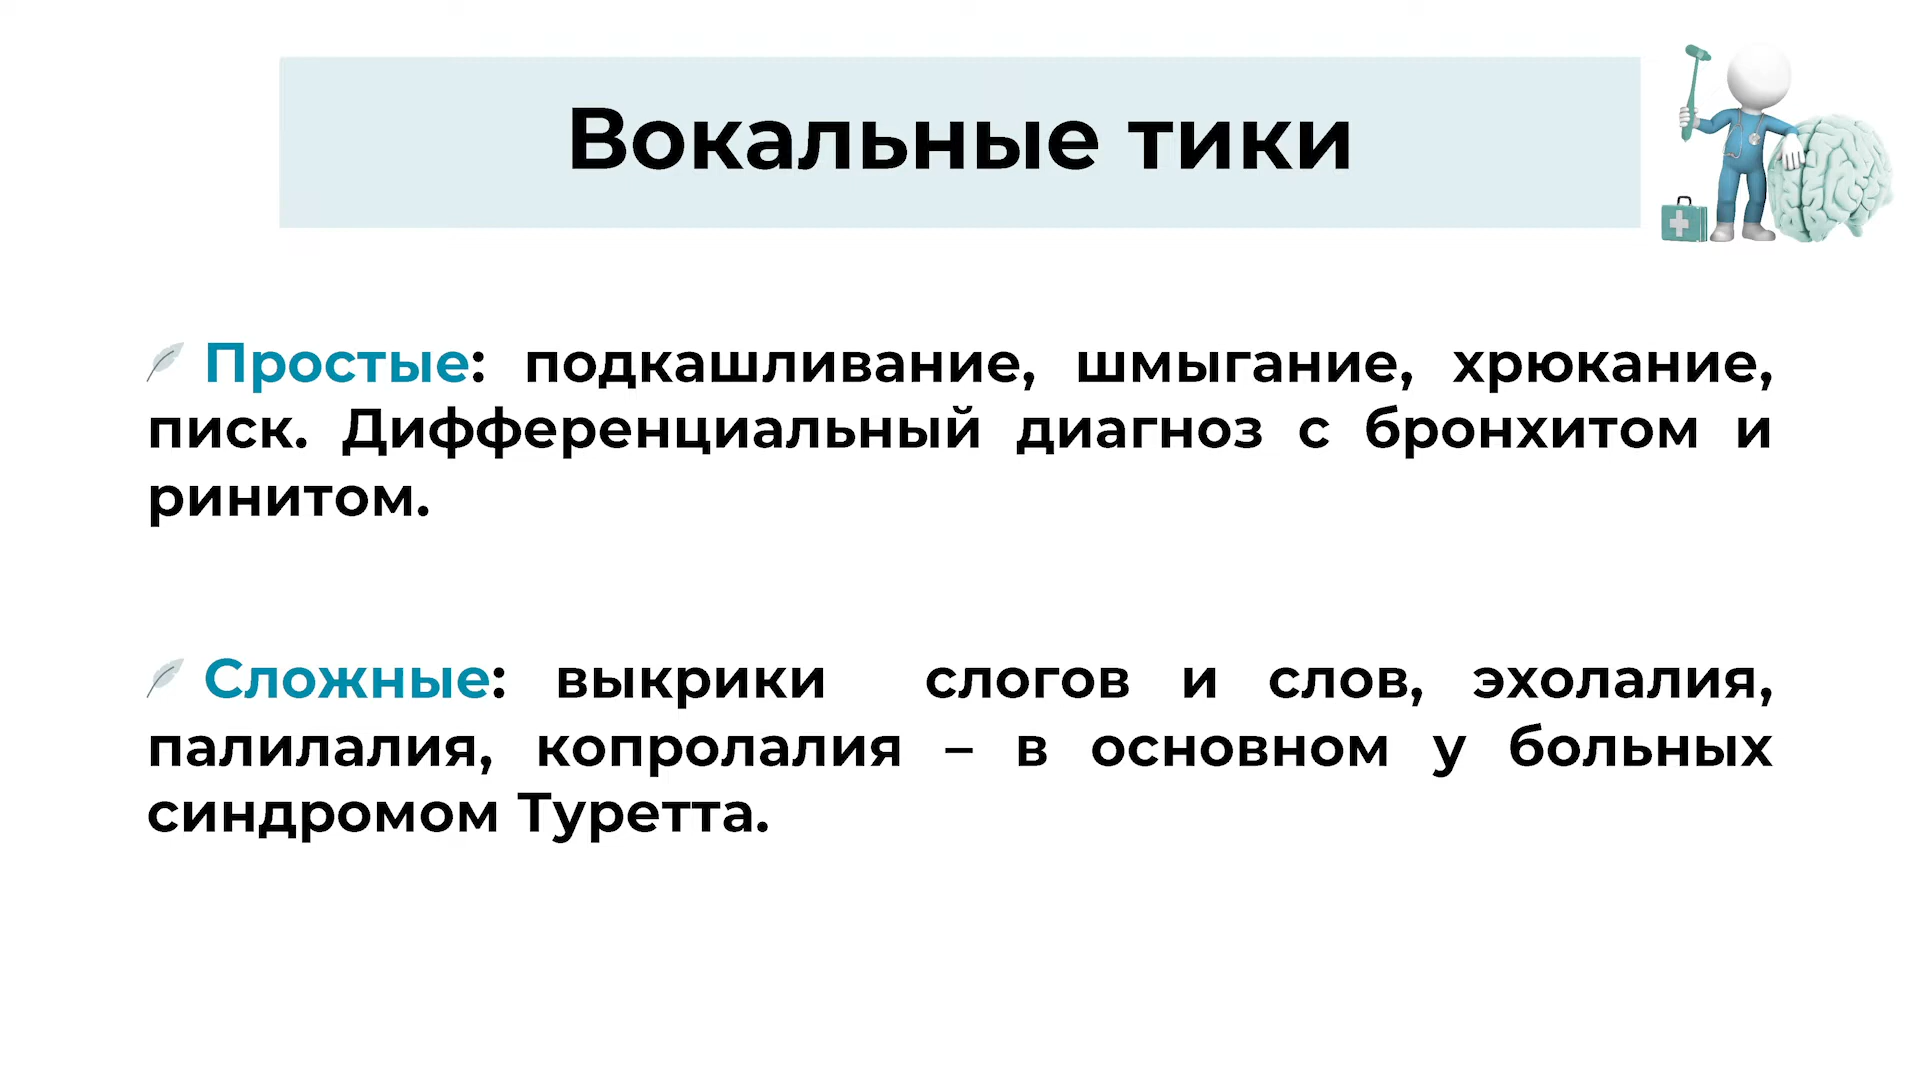 Вокальные тики
Простые: подкашливание, шмыгание, хрюкание,
писк. Дифференциальный диагноз с бронхитом и
ринитом.
Сложные: выкрики слогов и слов, эхолалия,
палилалия, копролалия – в основном у больных
синдромом Туретта.